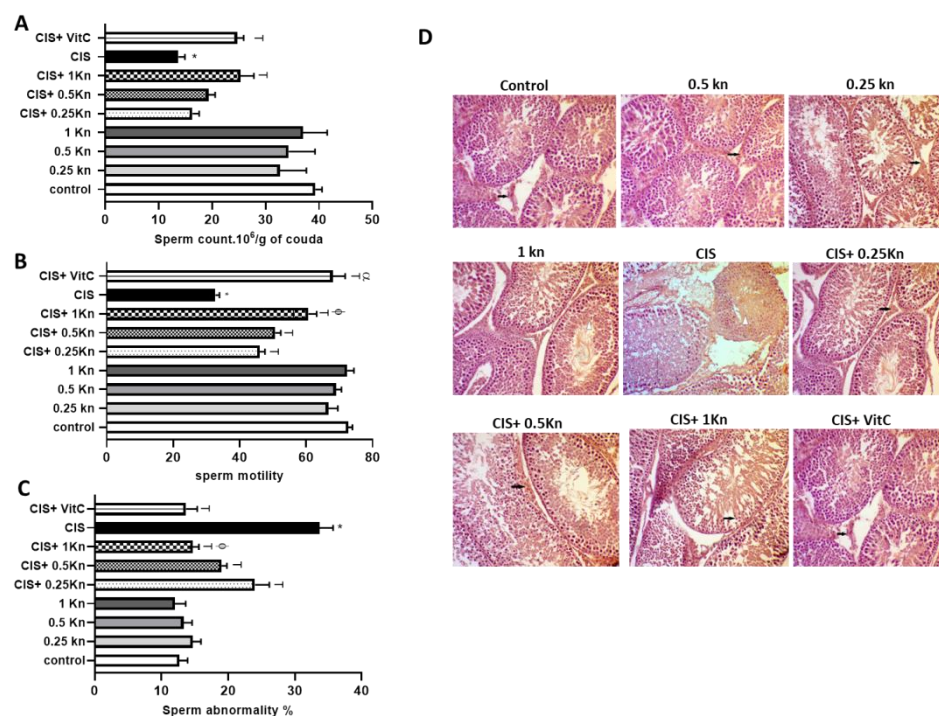 A
CIS+ VitC
CIS
*
CIS+ 1Kn
CIS+ 0.5Kn
CIS+ 0.25Kn
1 Kn
0.5 Kn
0.25 kn
control
0 10 20 30 40 50
Sperm count.10⁶/g of couda
B
CIS+ VitC
CIS
*
CIS+ 1Kn
CIS+ 0.5Kn
CIS+ 0.25Kn
1 Kn
0.5 Kn
0.25 kn
control
0 20 40 60 80
sperm motility
C
CIS+ VitC
CIS
*
CIS+ 1Kn
CIS+ 0.5Kn
CIS+ 0.25Kn
1 Kn
0.5 Kn
0.25 kn
control
0 10 20 30 40
Sperm abnormality %
D
Control 0.5 kn 0.25 kn
1 kn CIS CIS+ 0.25Kn
CIS+ 0.5Kn CIS+ 1Kn CIS+ VitC